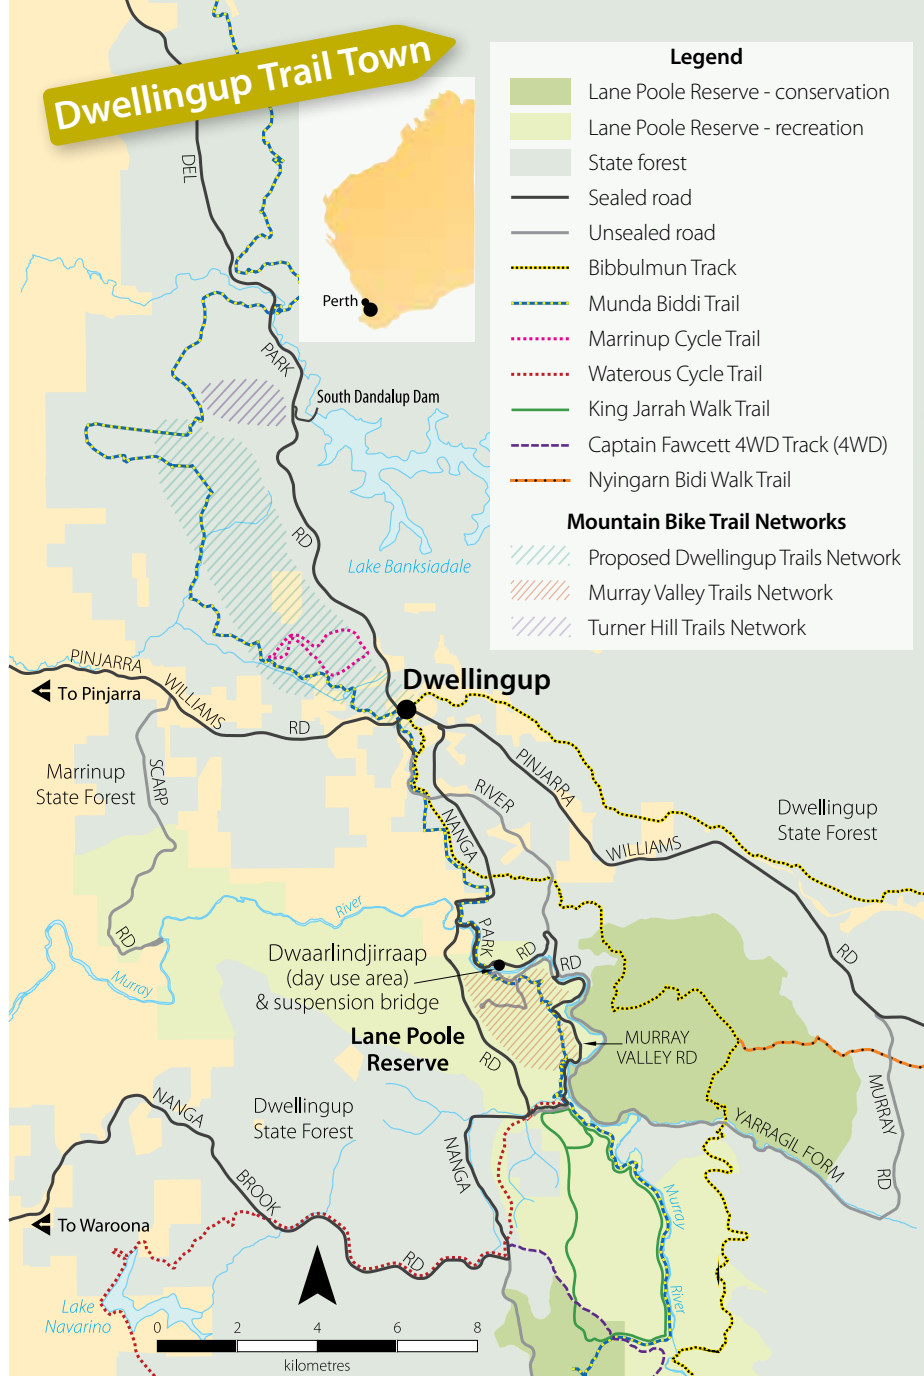 Dwellingup Trail Town
Legend
Lane Poole Reserve - conservation
Lane Poole Reserve - recreation
State forest
Sealed road
Unsealed road
Bibbulmun Track
Munda Biddi Trail
Marrinup Cycle Trail
Waterous Cycle Trail
King Jarrah Walk Trail
Captain Fawcett 4WD Track (4WD)
Nyingarn Bidi Walk Trail
Mountain Bike Trail Networks
Proposed Dwellingup Trails Network
Murray Valley Trails Network
Turner Hill Trails Network
DEL
Perth
PARK
South Dandalup Dam
RD
Lake Banksiadale
PINJARRA
To Pinjarra
WILLIAMS
RD
Dwellingup
Marrinup
State Forest
SCARP
RD
RIVER
PINJARRA
NANGA
Dwellingup
State Forest
WILLIAMS
RD
River
Murray
PARK
RD
RD
Dwaarlindjirraap
(day use area)
& suspension bridge
Lane Poole
Reserve
RD
MURRAY
VALLEY RD
MURRAY
RD
YARRAGIL FORM
NANGA
Dwellingup
State Forest
NANGA
BROOK
RD
To Waroona
Murray
River
Lake
Navarino
0 2 4 6 8
kilometres